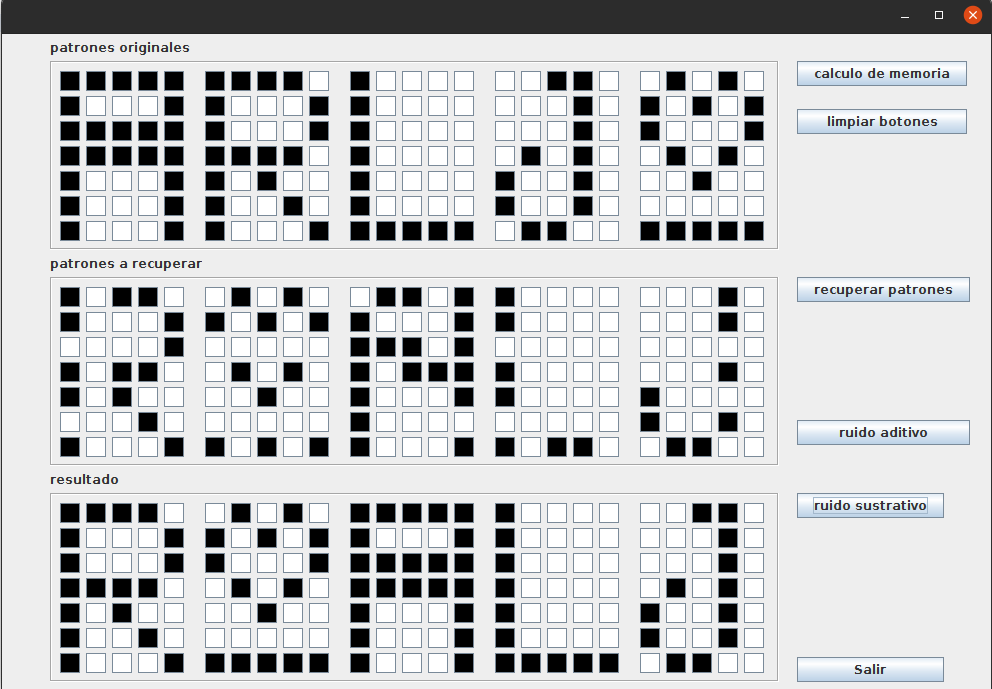 patrones originales
calculo de memoria
limpiar botones
patrones a recuperar
recuperar patrones
ruido aditivo
resultado
ruido sustrativo
Salir